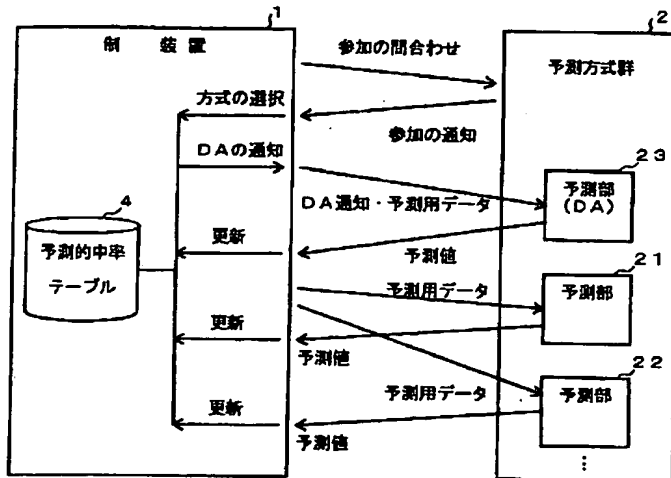 1
2
制 装置
参加の問合わせ
予測方式群
方式の選択
参加の通知
DAの通知
23
予測部
(DA)
DA通知・予測用データ
4
予測的中率
テーブル
更新
予測値
21
予測用データ
予測部
更新
予測値
22
予測用データ
予測部
更新
予測値
⋮